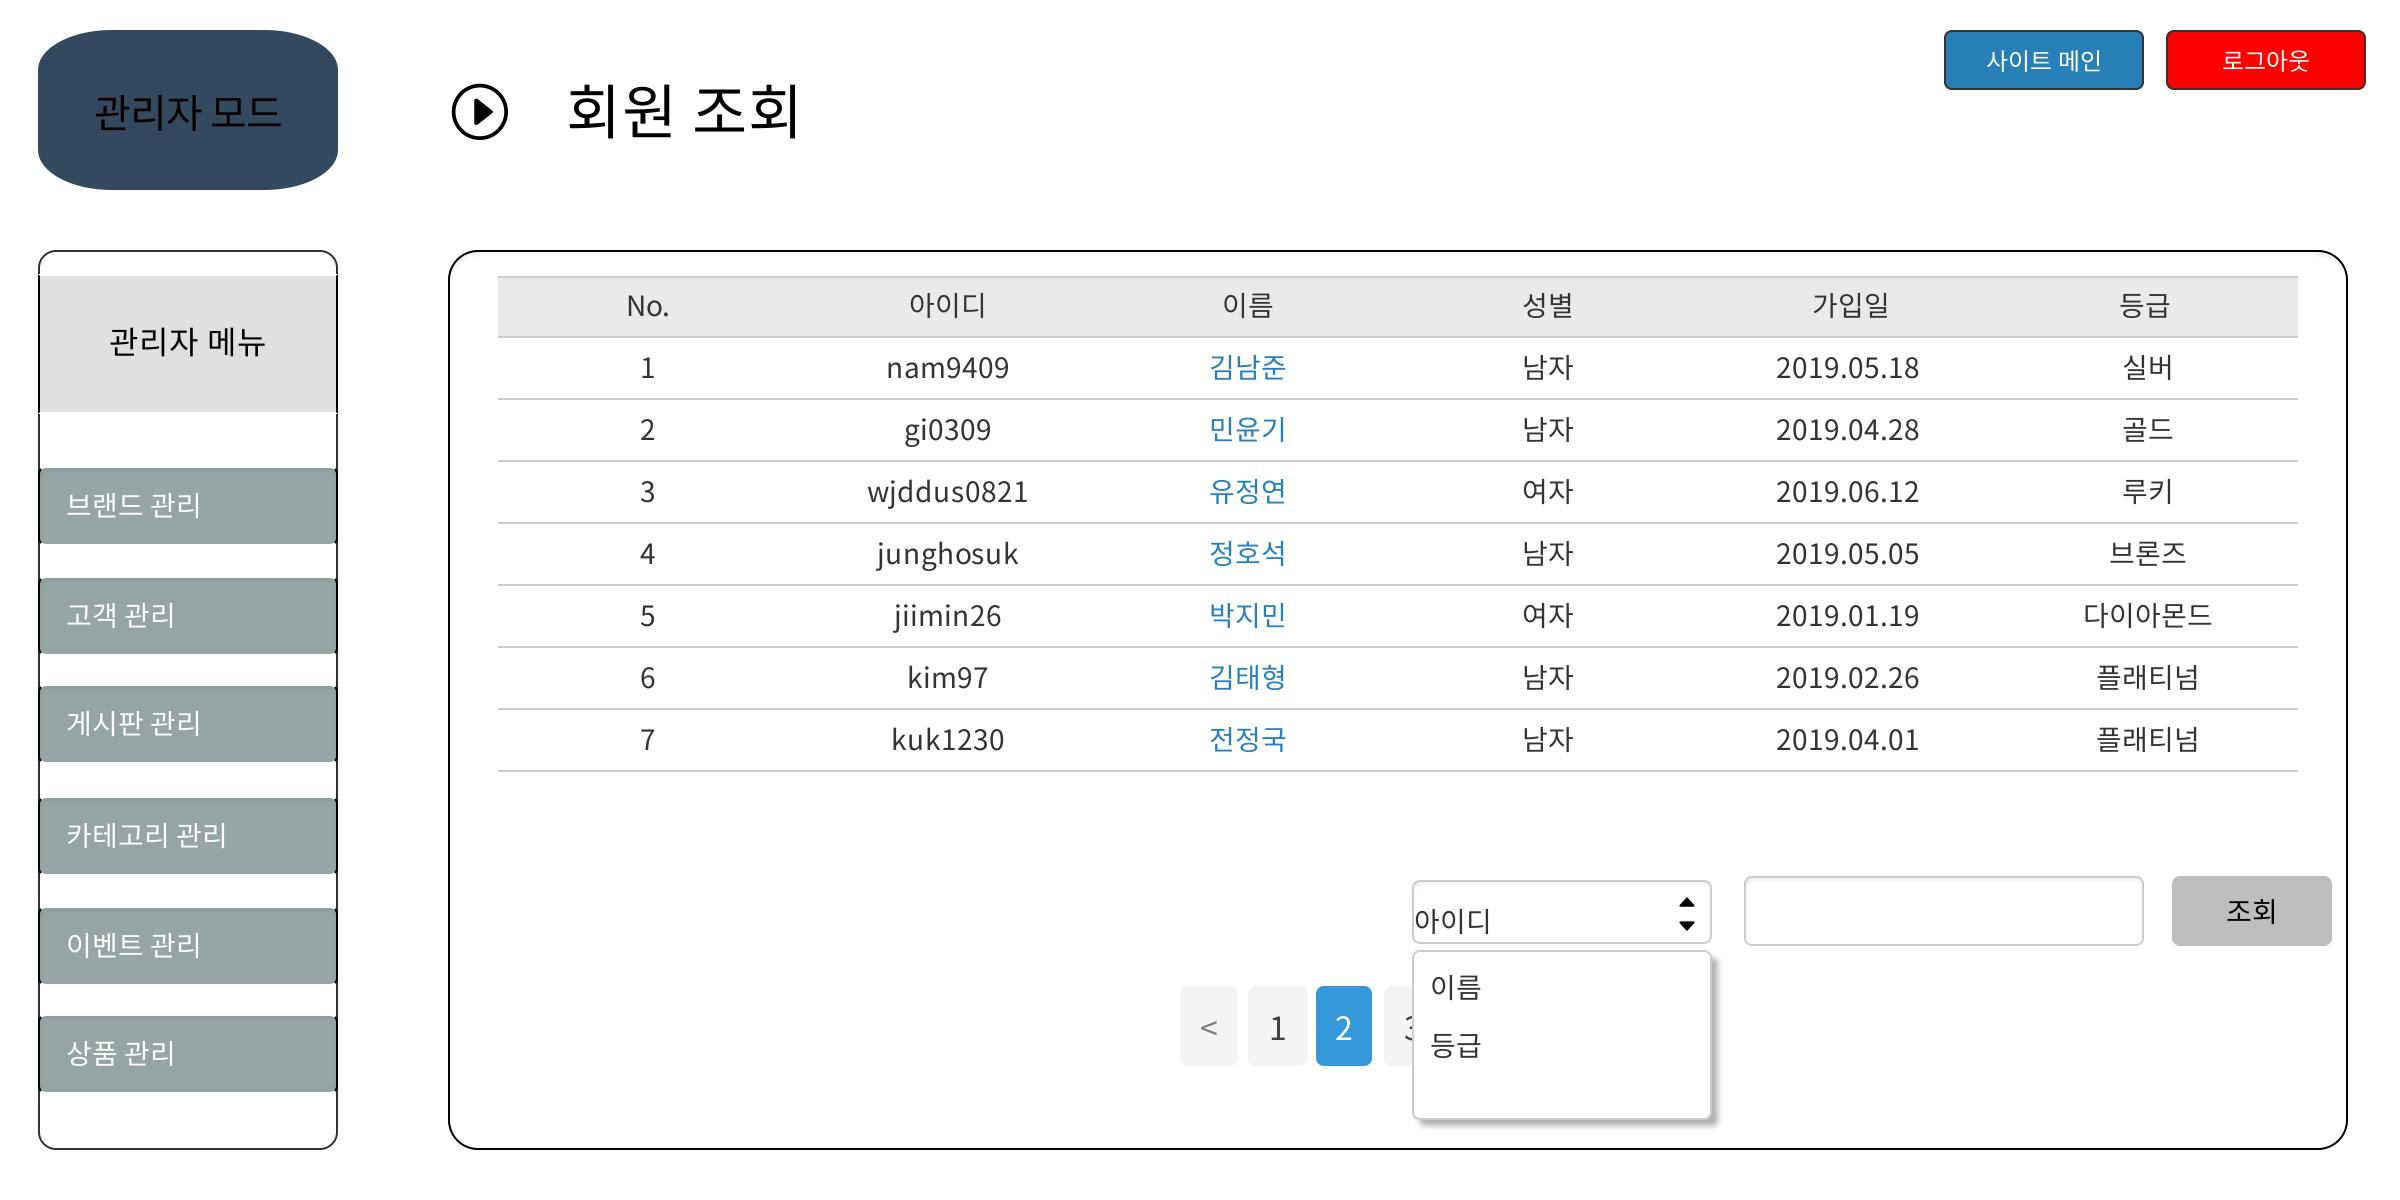 관리자 모드
회원 조회
사이트 메인
로그아웃
관리자 메뉴
브랜드 관리
고객 관리
게시판 관리
카테고리 관리
이벤트 관리
상품 관리
No. 아이디 이름 성별 가입일 등급
1 nam9409 김남준 남자 2019.05.18 실버
2 gi0309 민윤기 남자 2019.04.28 골드
3 wjddus0821 유정연 여자 2019.06.12 루키
4 junghosuk 정호석 남자 2019.05.05 브론즈
5 jiimin26 박지민 여자 2019.01.19 다이아몬드
6 kim97 김태형 남자 2019.02.26 플래티넘
7 kuk1230 전정국 남자 2019.04.01 플래티넘
아이디
조회
이름
등급
< 1 2 3